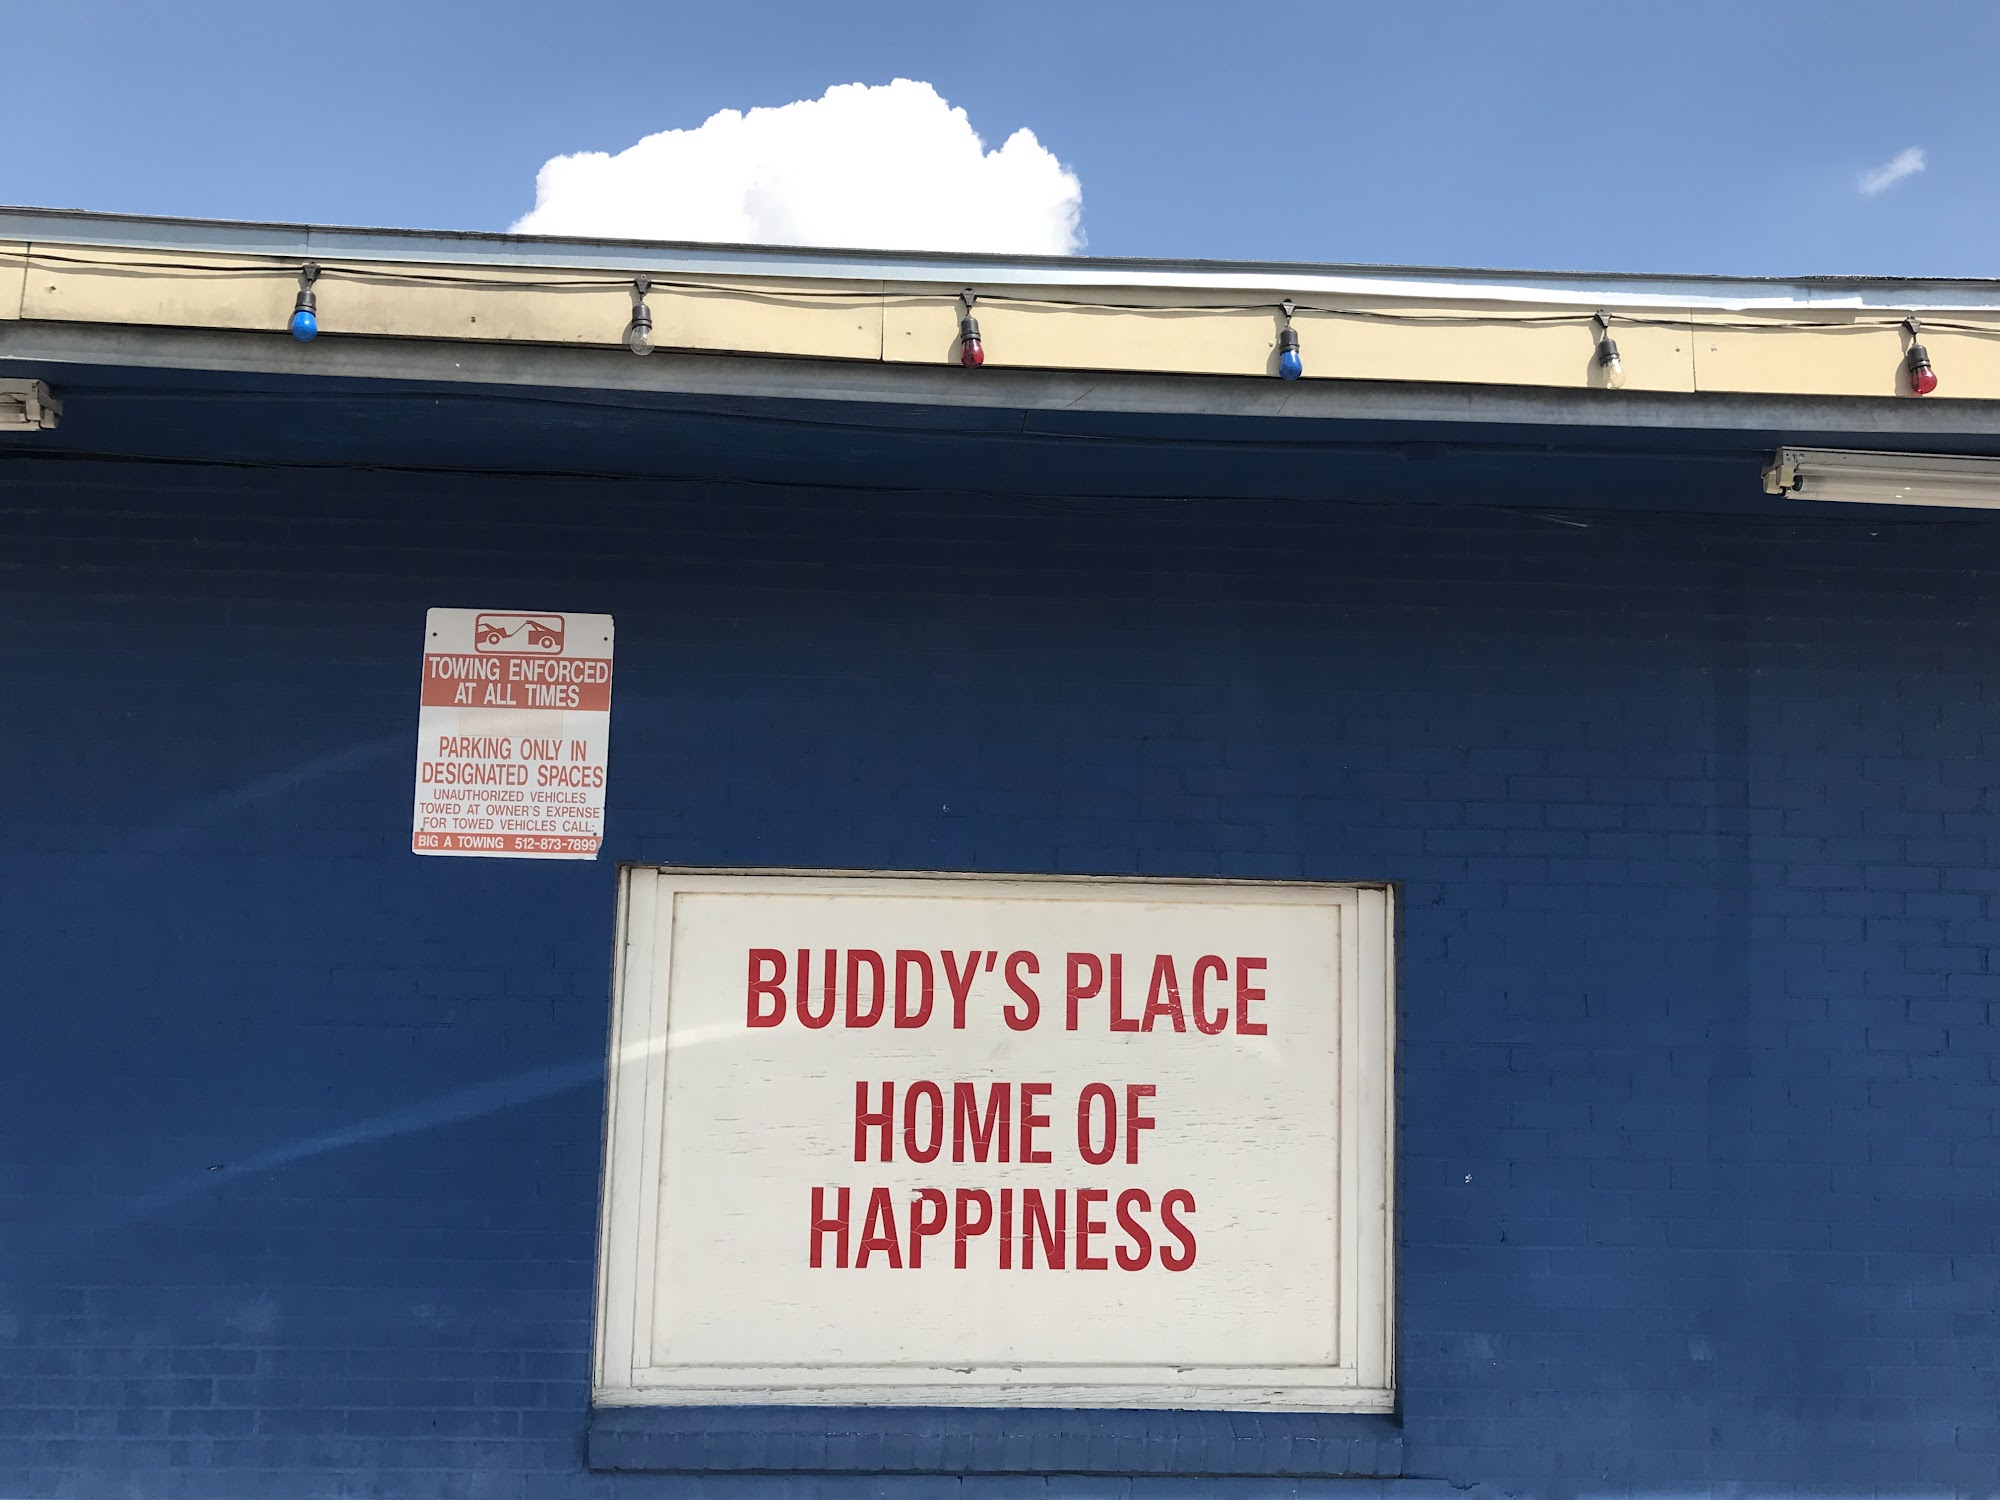 TOWING ENFORCED
AT ALL TIMES
PARKING ONLY IN
DESIGNATED SPACES
UNAUTHORIZED VEHICLES
TOWED AT OWNER'S EXPENSE
FOR TOWED VEHICLES CALL:
BIG A TOWING 512-873-7899
BUDDY'S PLACE
HOME OF
HAPPINESS